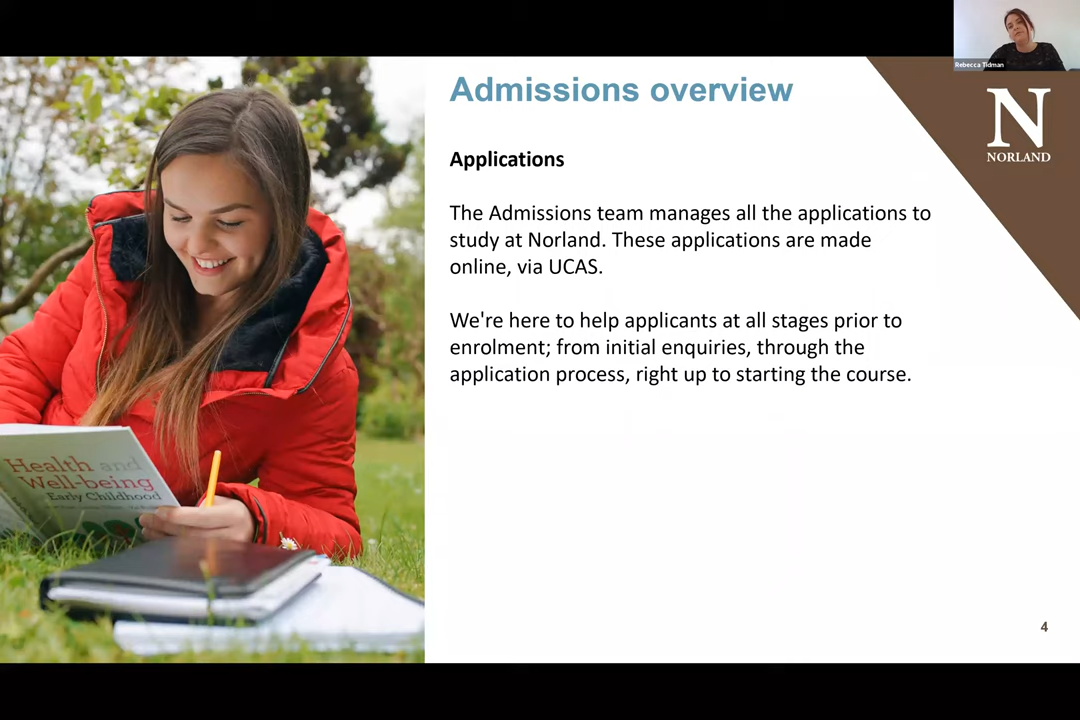 Rebecca Tidman
Admissions overview
N
NORLAND
Applications
The Admissions team manages all the applications to
study at Norland. These applications are made
online, via UCAS.
We're here to help applicants at all stages prior to
enrolment; from initial enquiries, through the
application process, right up to starting the course.
Health and
Well-being
Early Childhood
4